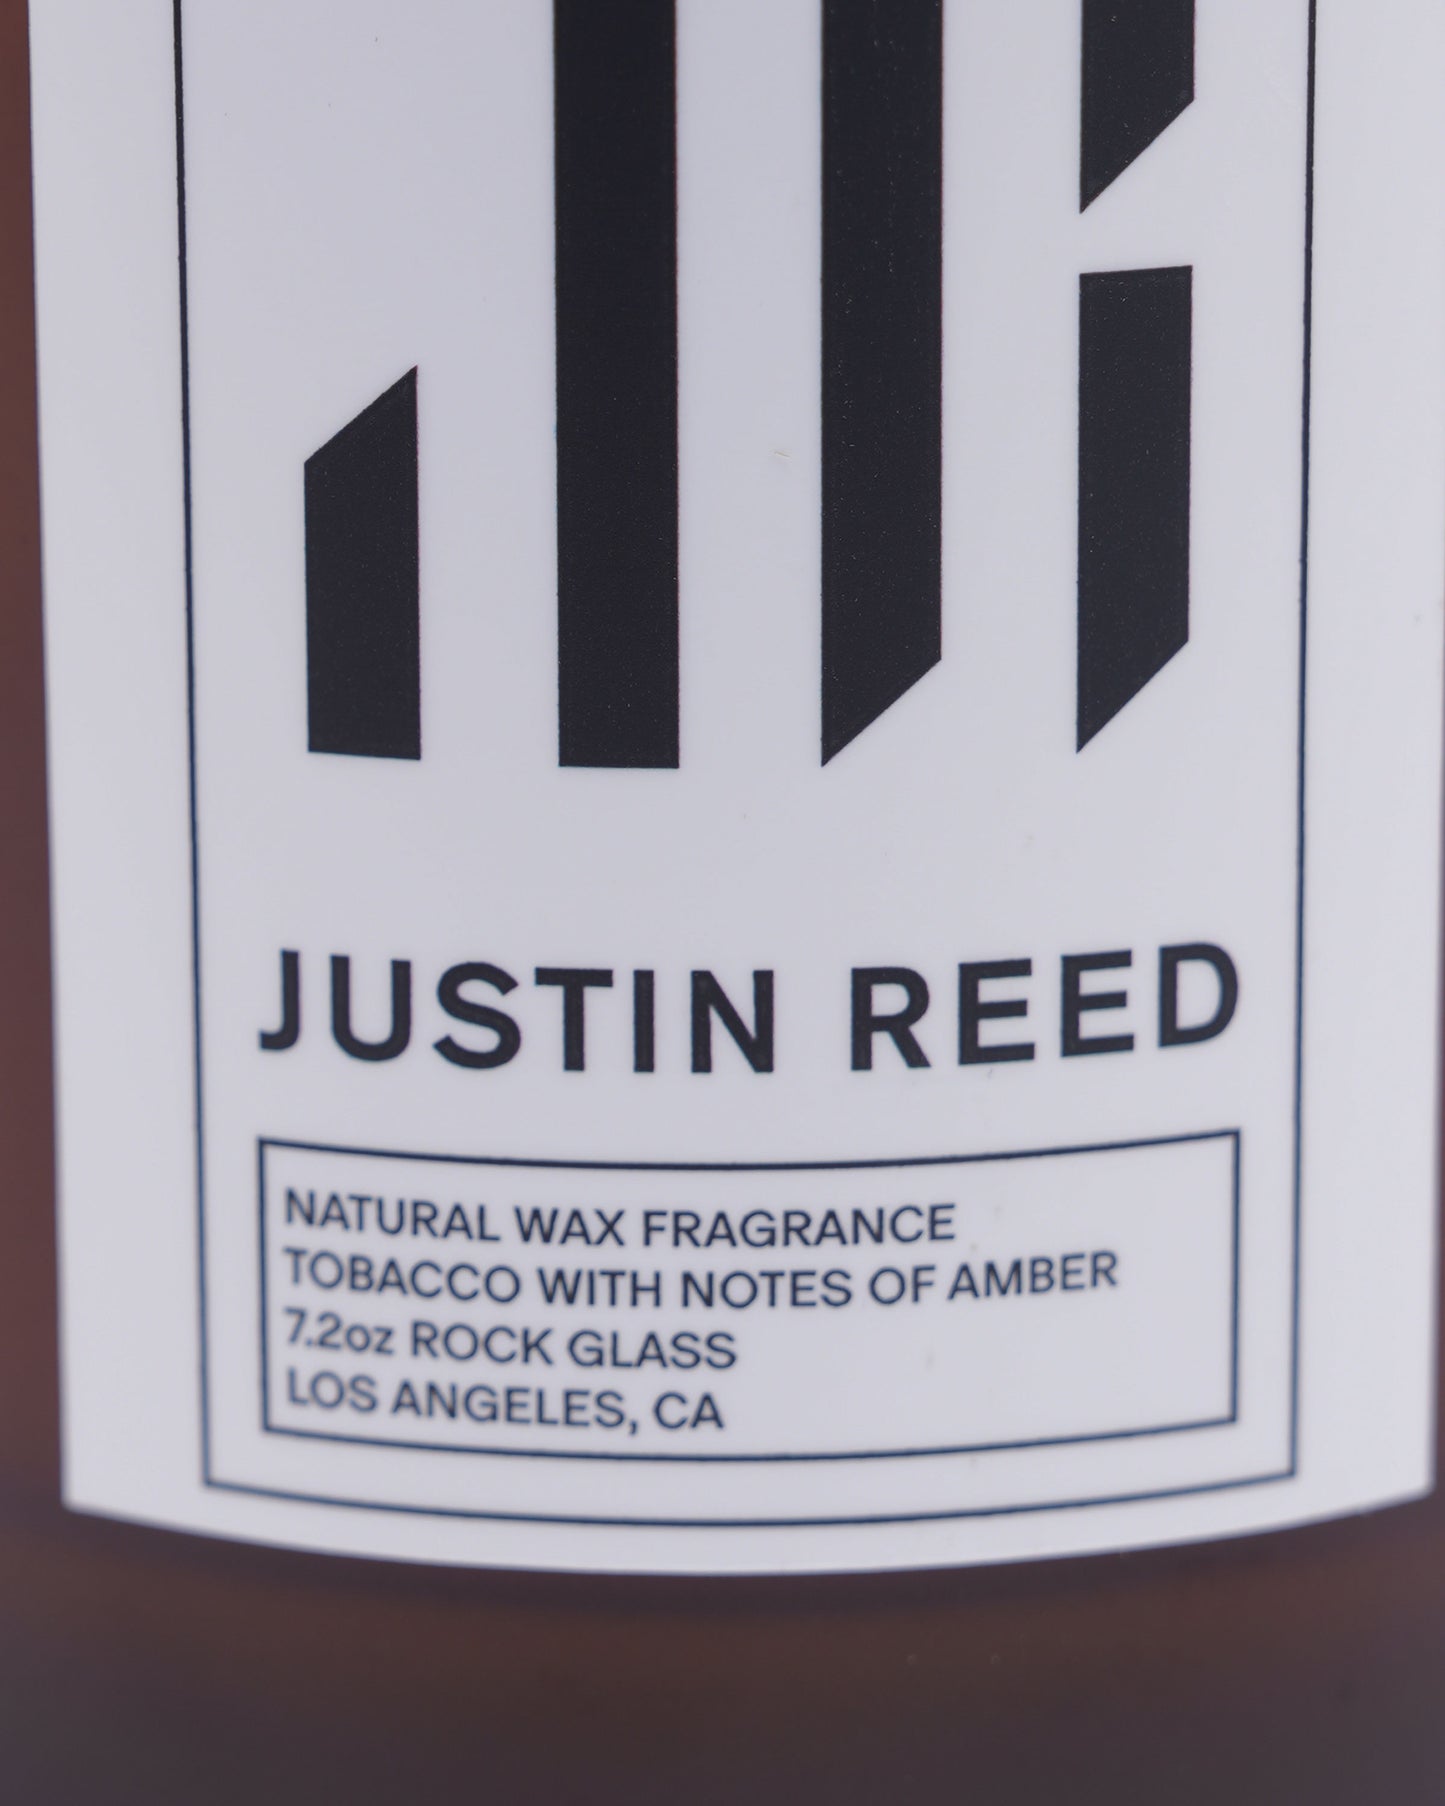 JUSTIN REED
NATURAL WAX FRAGRANCE
TOBACCO WITH NOTES OF AMBER
7.2oz ROCK GLASS
LOS ANGELES, CA